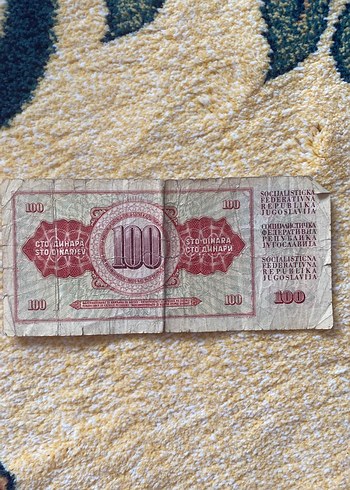 100
100
SOCIJALISTIČKA
FEDERATIVNA
REPUBLIKA
JUGOSLAVIJA
СТО ДИНАРА
STO DINARJEV
100
STO DINARA
СТО ДИНАРИ
СОЦИЈАЛИСТИЧКА
ФЕДЕРАТИВНА
РЕПУБЛИКА
ЈУГОСЛАВИЈА
SOCIALISTIČNA
FEDERATIVNA
REPUBLIKA
JUGOSLAVIJA
100
100
100